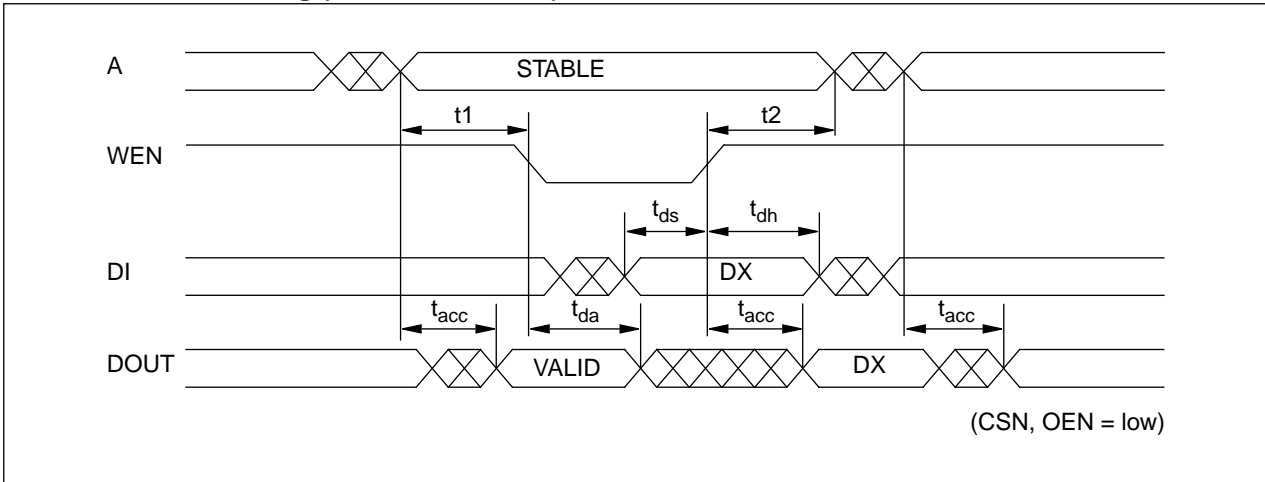 A
STABLE
t1
t2
WEN
tds
tdh
DI
DX
tacc
tda
tacc
tacc
DOUT
VALID
DX
(CSN, OEN = low)